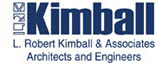 Kimball
L. Robert Kimball & Associates
Architects and Engineers